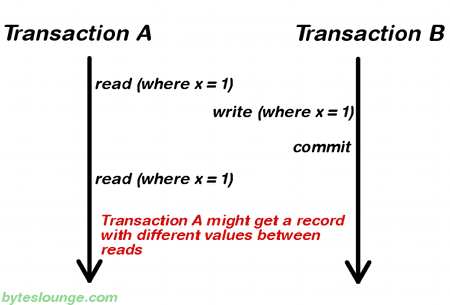 Transaction A
Transaction B
read (where x = 1)
write (where x = 1)
commit
read (where x = 1)
Transaction A might get a record
with different values between
reads
byteslounge.com